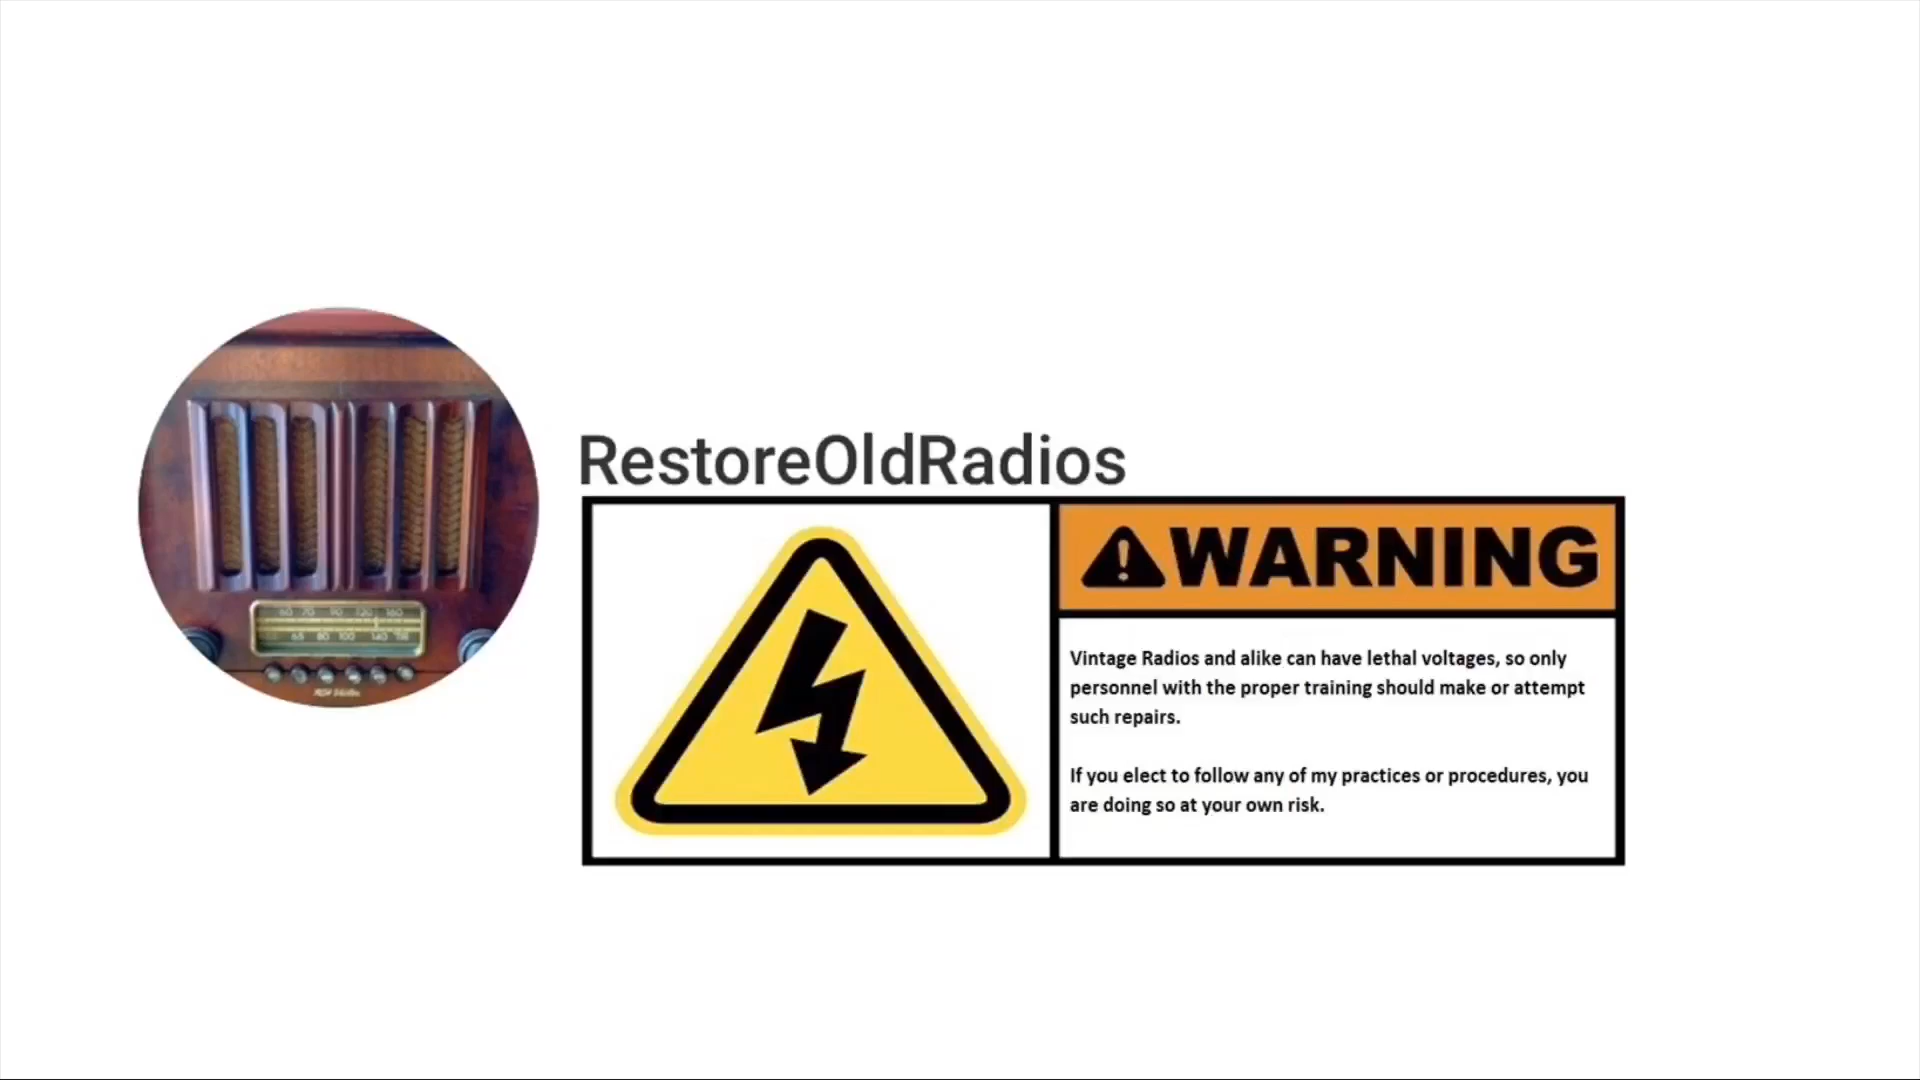 RestoreOldRadios
WARNING
Vintage Radios and alike can have lethal voltages, so only
personnel with the proper training should make or attempt
such repairs.
If you elect to follow any of my practices or procedures, you
are doing so at your own risk.